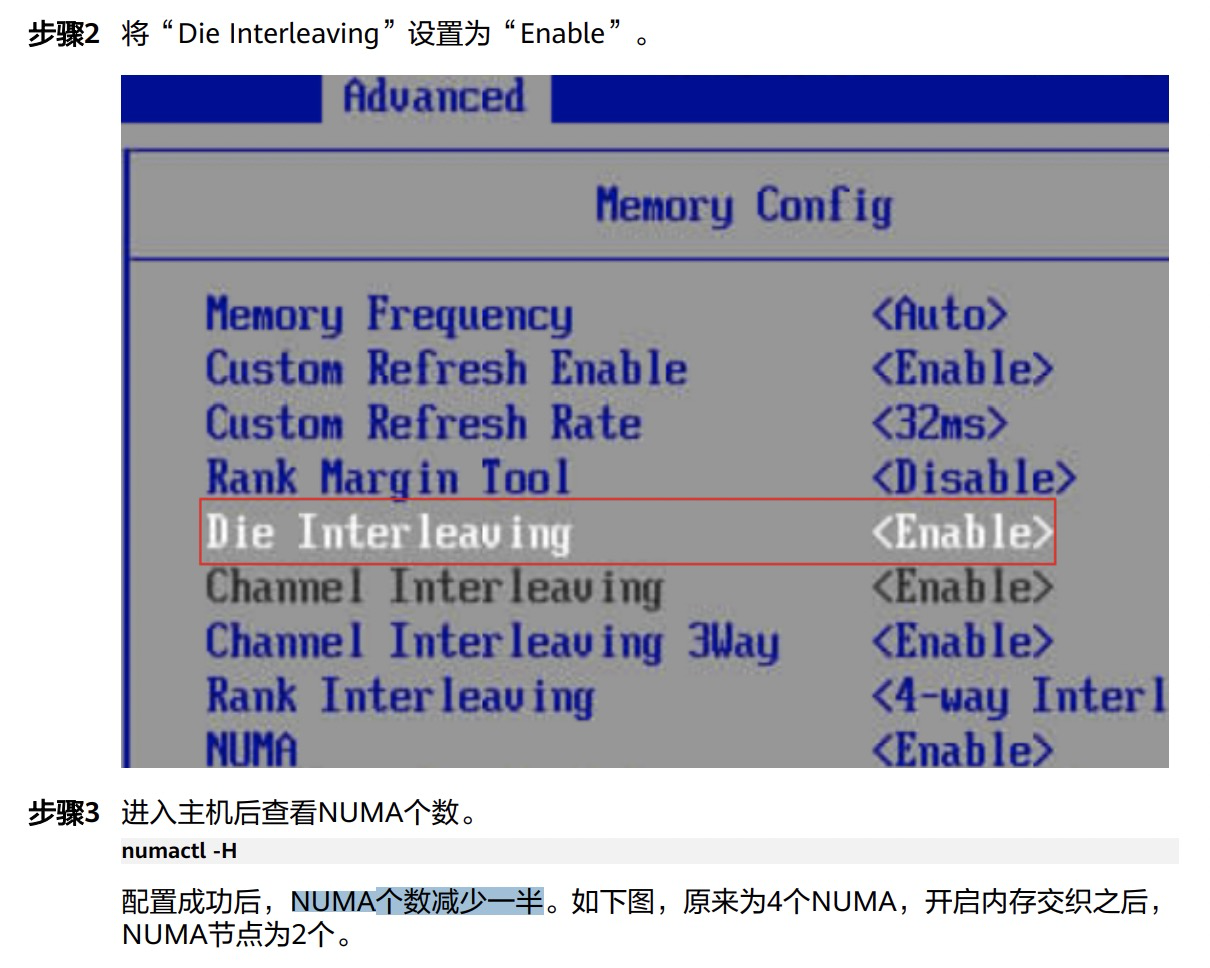 步骤2 将“Die Interleaving”设置为“Enable”。
Advanced
Memory Config
Memory Frequency <Auto>
Custom Refresh Enable <Enable>
Custom Refresh Rate <32ms>
Rank Margin Tool <Disable>
Die Interleaving <Enable>
Channel Interleaving <Enable>
Channel Interleaving 3Way <Enable>
Rank Interleaving <4-way Interl
NUMA <Enable>
步骤3 进入主机后查看NUMA个数。
numactl -H
配置成功后，NUMA个数减少一半。如下图，原来为4个NUMA，开启内存交织之后，
NUMA节点为2个。